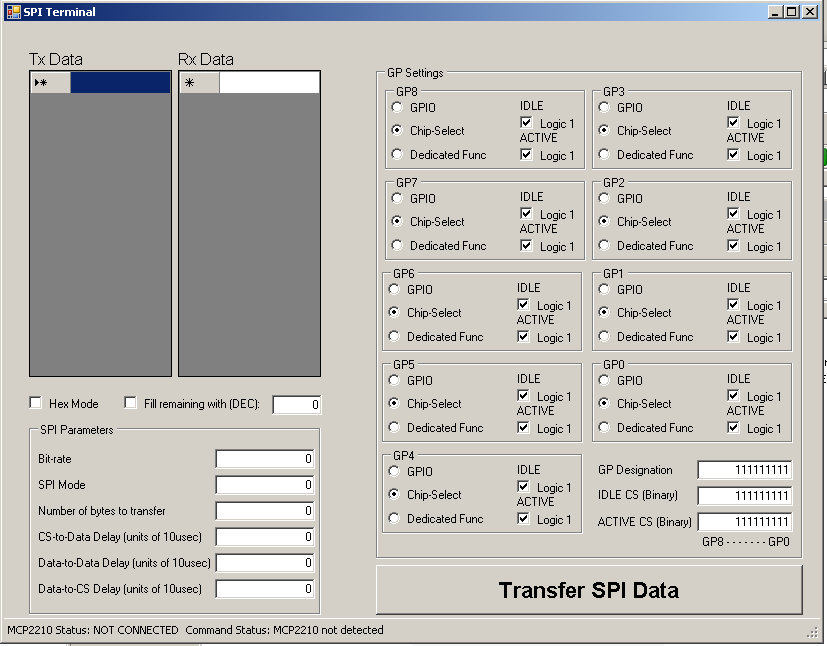 SPI Terminal
Tx Data
Rx Data
Hex Mode
Fill remaining with (DEC):
0
SPI Parameters
Bit-rate
0
SPI Mode
0
Number of bytes to transfer
0
CS-to-Data Delay (units of 10usec)
0
Data-to-Data Delay (units of 10usec)
0
Data-to-CS Delay (units of 10usec)
0
GP Settings
GP8
GPIO
IDLE
Logic 1
Chip-Select
ACTIVE
Dedicated Func
Logic 1
GP3
GPIO
IDLE
Logic 1
Chip-Select
ACTIVE
Dedicated Func
Logic 1
GP7
GPIO
IDLE
Logic 1
Chip-Select
ACTIVE
Dedicated Func
Logic 1
GP2
GPIO
IDLE
Logic 1
Chip-Select
ACTIVE
Dedicated Func
Logic 1
GP6
GPIO
IDLE
Logic 1
Chip-Select
ACTIVE
Dedicated Func
Logic 1
GP1
GPIO
IDLE
Logic 1
Chip-Select
ACTIVE
Dedicated Func
Logic 1
GP5
GPIO
IDLE
Logic 1
Chip-Select
ACTIVE
Dedicated Func
Logic 1
GP0
GPIO
IDLE
Logic 1
Chip-Select
ACTIVE
Dedicated Func
Logic 1
GP4
GPIO
IDLE
Logic 1
Chip-Select
ACTIVE
Dedicated Func
Logic 1
GP Designation
111111111
IDLE CS (Binary)
111111111
ACTIVE CS (Binary)
111111111
GP8 - - - - - - - GP0
Transfer SPI Data
MCP2210 Status: NOT CONNECTED Command Status: MCP2210 not detected